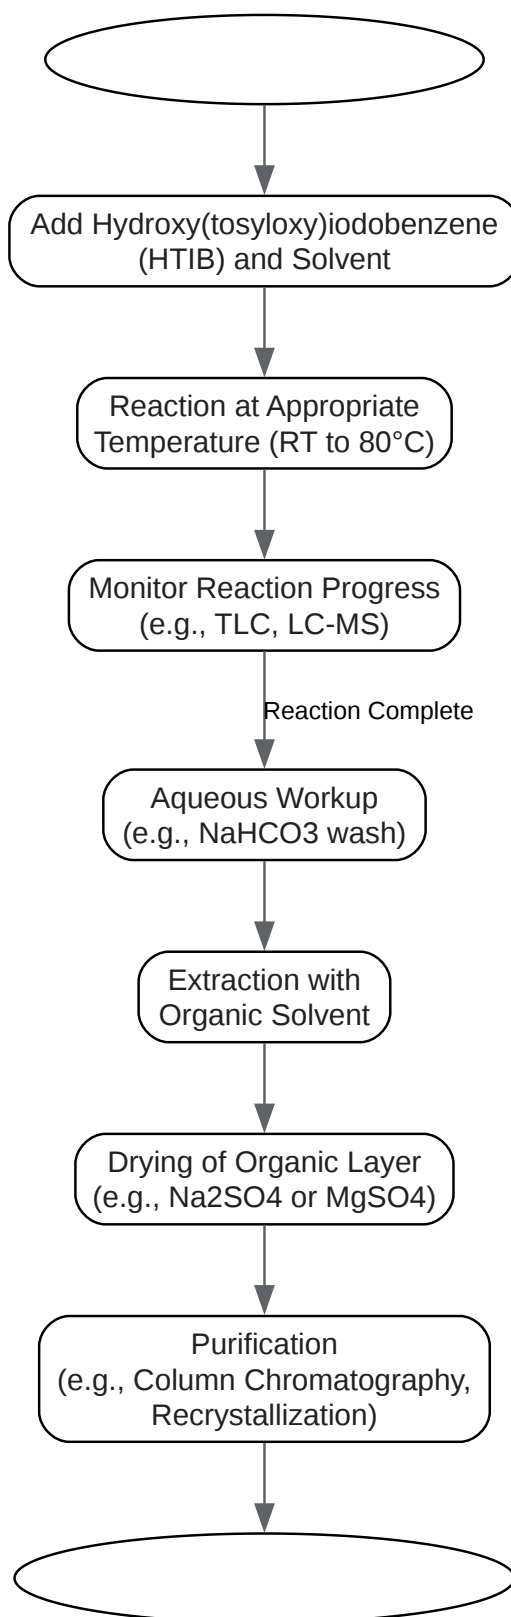 Add Hydroxy(tosyloxy)iodobenzene
(HTIB) and Solvent
Reaction at Appropriate
Temperature (RT to 80°C)
Monitor Reaction Progress
(e.g., TLC, LC-MS)
Reaction Complete
Aqueous Workup
(e.g., NaHCO3 wash)
Extraction with
Organic Solvent
Drying of Organic Layer
(e.g., Na2SO4 or MgSO4)
Purification
(e.g., Column Chromatography,
Recrystallization)